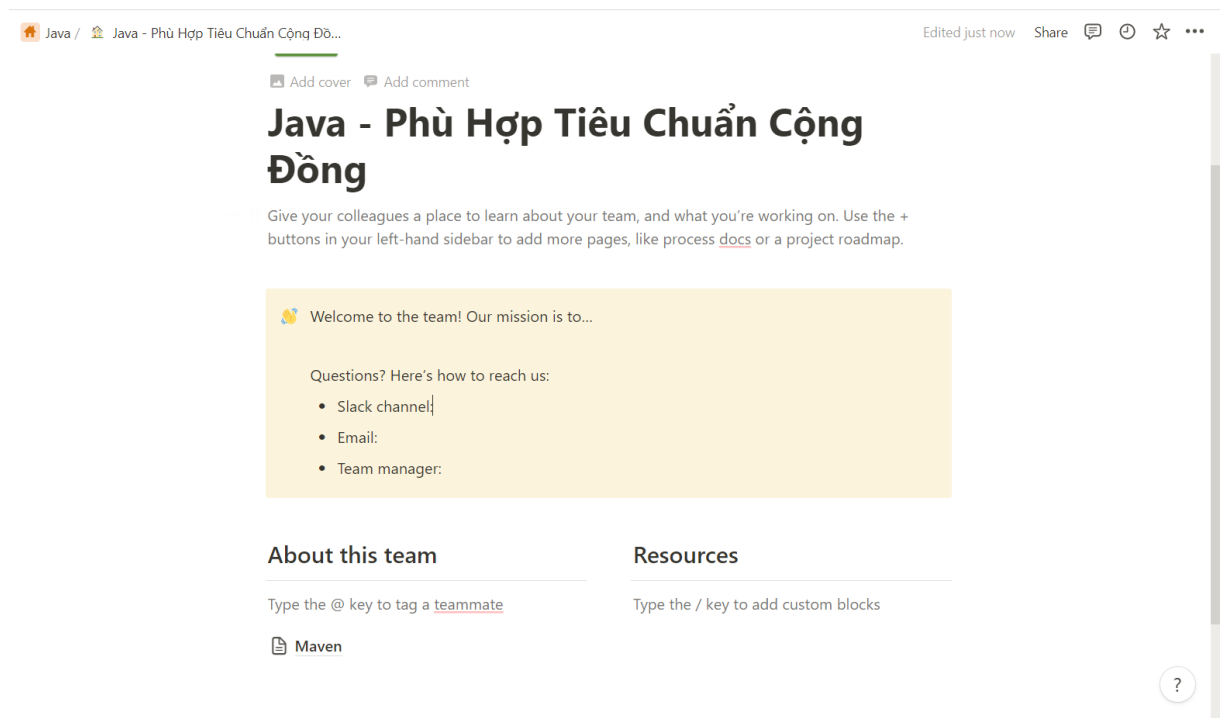 Java / Java - Phù Hợp Tiêu Chuẩn Cộng Đồ...
Edited just now Share
Add cover Add comment
Java - Phù Hợp Tiêu Chuẩn Cộng
Đồng
Give your colleagues a place to learn about your team, and what you’re working on. Use the +
buttons in your left-hand sidebar to add more pages, like process docs or a project roadmap.
Welcome to the team! Our mission is to...
Questions? Here’s how to reach us:
• Slack channel:
• Email:
• Team manager:
About this team
Type the @ key to tag a teammate
Maven
Resources
Type the / key to add custom blocks
?